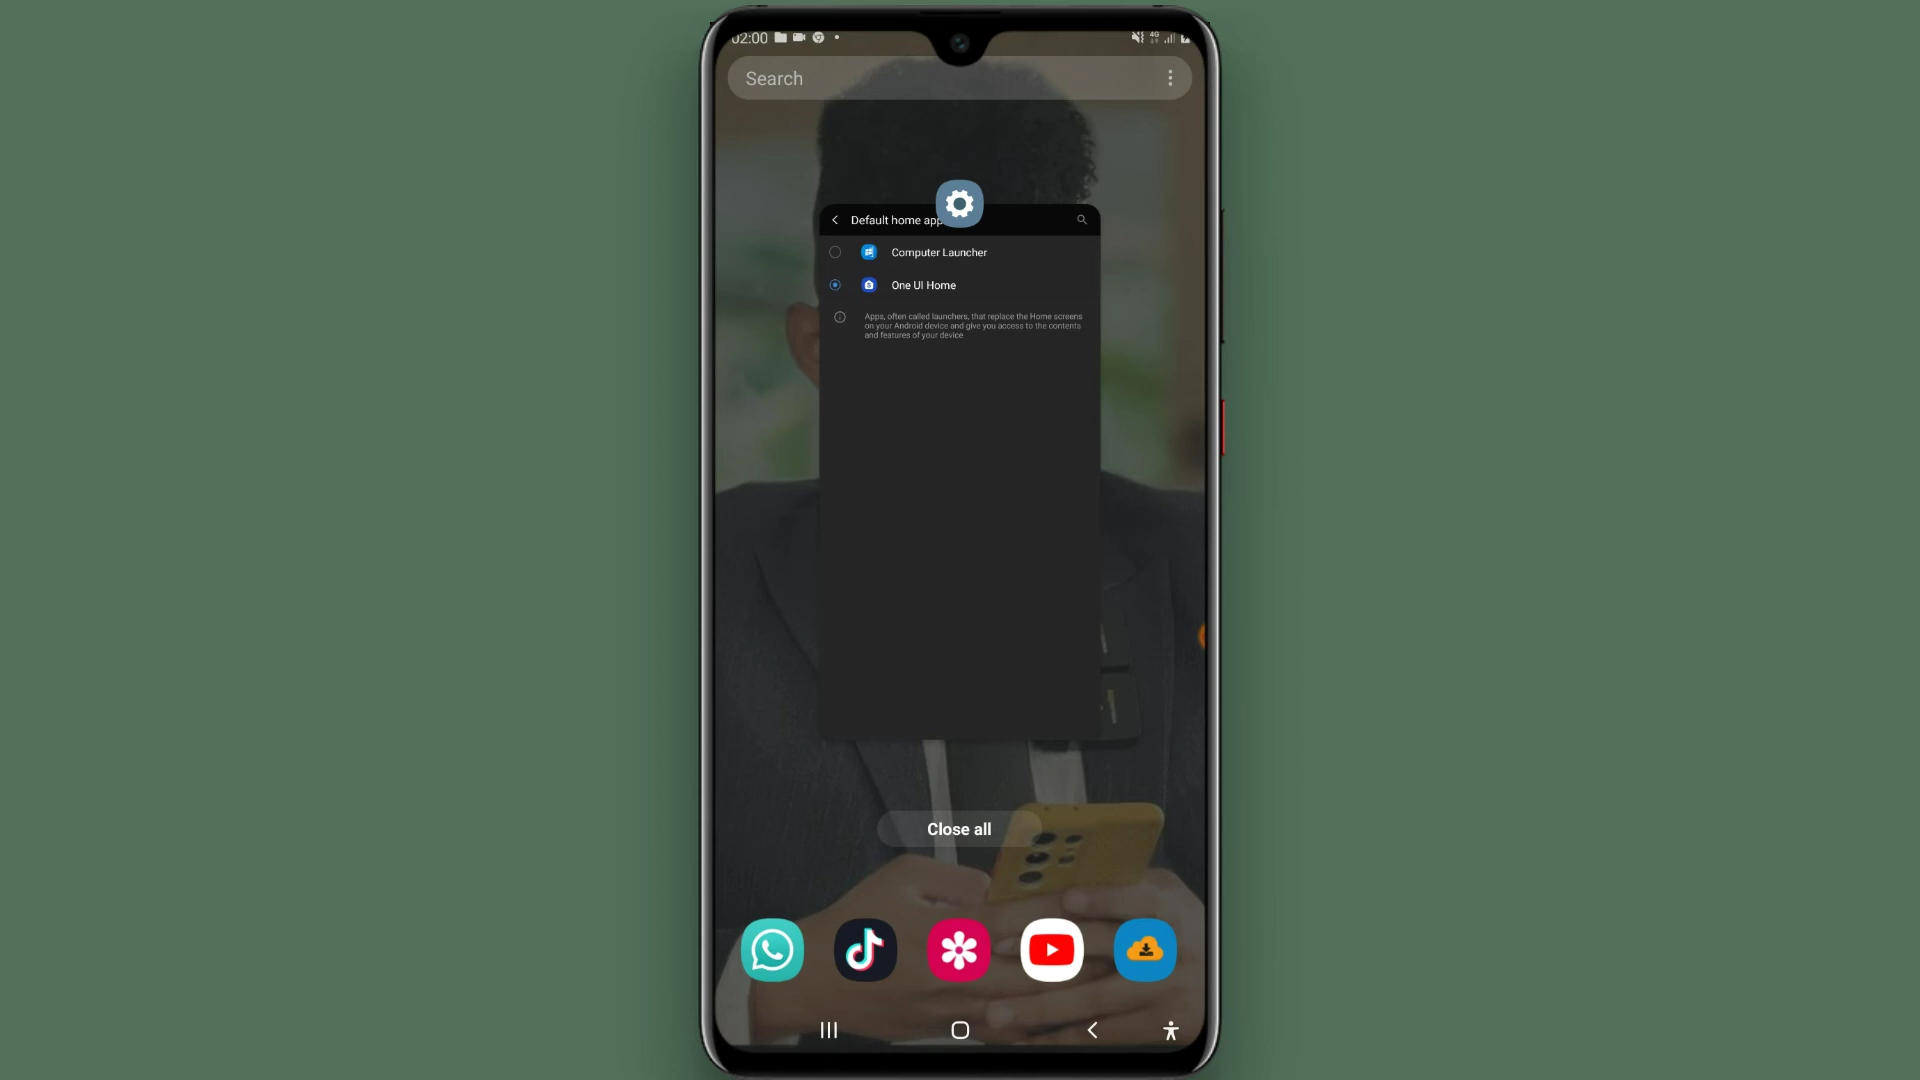 02:00
4G
Search
Default home app
Computer Launcher
One UI Home
Apps, often called launchers, that replace the Home screens
on your Android device and give you access to the contents
and features of your device
Close all